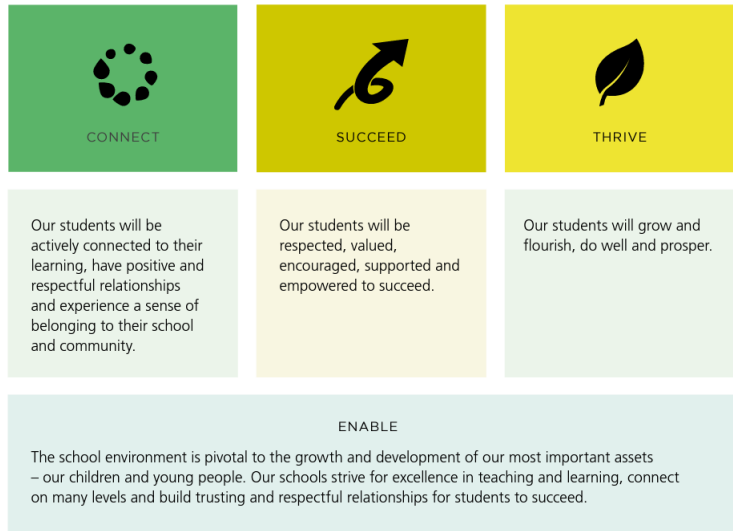 CONNECT
Our students will be
actively connected to their
learning, have positive and
respectful relationships
and experience a sense of
belonging to their school
and community.
SUCCEED
Our students will be
respected, valued,
encouraged, supported and
empowered to succeed.
THRIVE
Our students will grow and
flourish, do well and prosper.
ENABLE
The school environment is pivotal to the growth and development of our most important assets
– our children and young people. Our schools strive for excellence in teaching and learning, connect
on many levels and build trusting and respectful relationships for students to succeed.